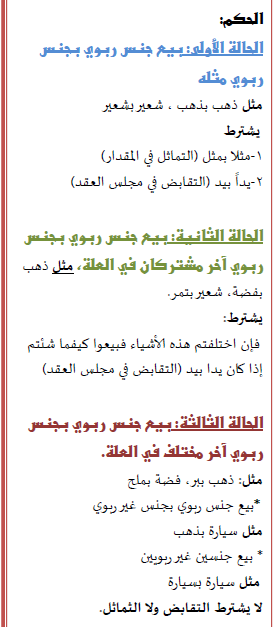 الحكم:
الحالة الأولى: بيع جنس ربوي بجنس
ربوي مثله
مثل ذهب بذهب ، شعير بشعير
يشترط
١-مثلا بمثل (التماثل في المقدار)
٢-يداً بيد (التقابض في مجلس العقد)
الحالة الثانية: بيع جنس ربوي بجنس
ربوي آخر مشتركان في العلة، مثل ذهب
بفضة، شعير بتمر.
يشترط:
فإن اختلفتم هذه الأشياء فبيعوا كيفما شئتم
إذا كان يدا بيد (التقابض في مجلس العقد)
الحالة الثالثة: بيع جنس ربوي بجنس
ربوي آخر مختلف في العلة.
مثل: ذهب ببر، فضة بملح
*بيع جنس ربوي بجنس غير ربوي
مثل سيارة بذهب
* بيع جنسين غير ربويين
مثل سيارة بسيارة
لا يشترط التقابض ولا التماثل.